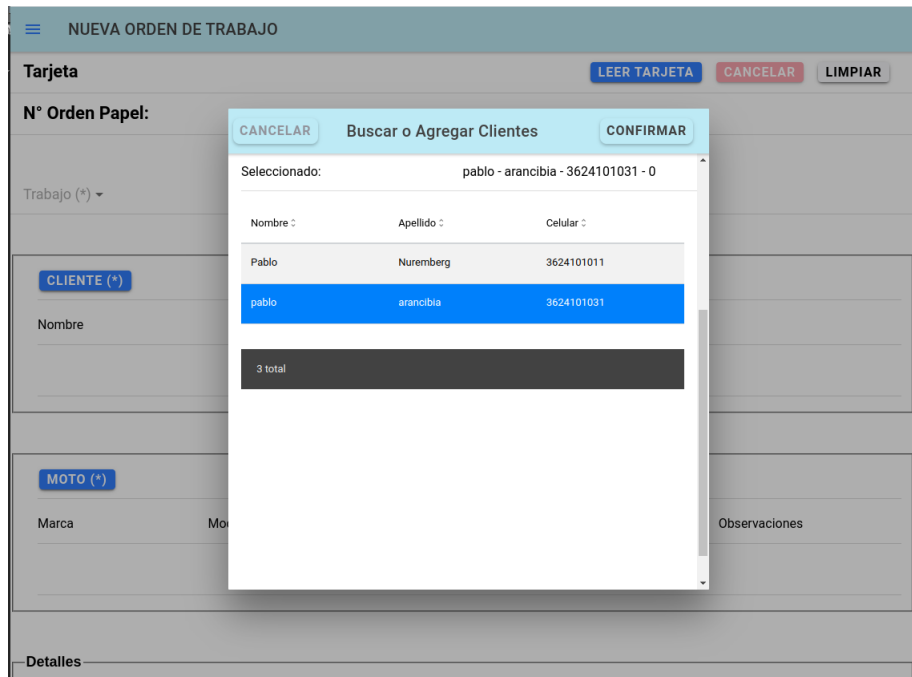 NUEVA ORDEN DE TRABAJO
Tarjeta LEER TARJETA CANCELAR LIMPIAR
N° Orden Papel:
CANCELAR Buscar o Agregar Clientes CONFIRMAR
Seleccionado: pablo - arancibia - 3624101031 - 0
Trabajo (*)
Nombre Apellido Celular
Pablo Nuremberg 3624101011
CLIENTE (*)
pablo arancibia 3624101031
Nombre
3 total
MOTO (*)
Marca Mo Observaciones
Detalles